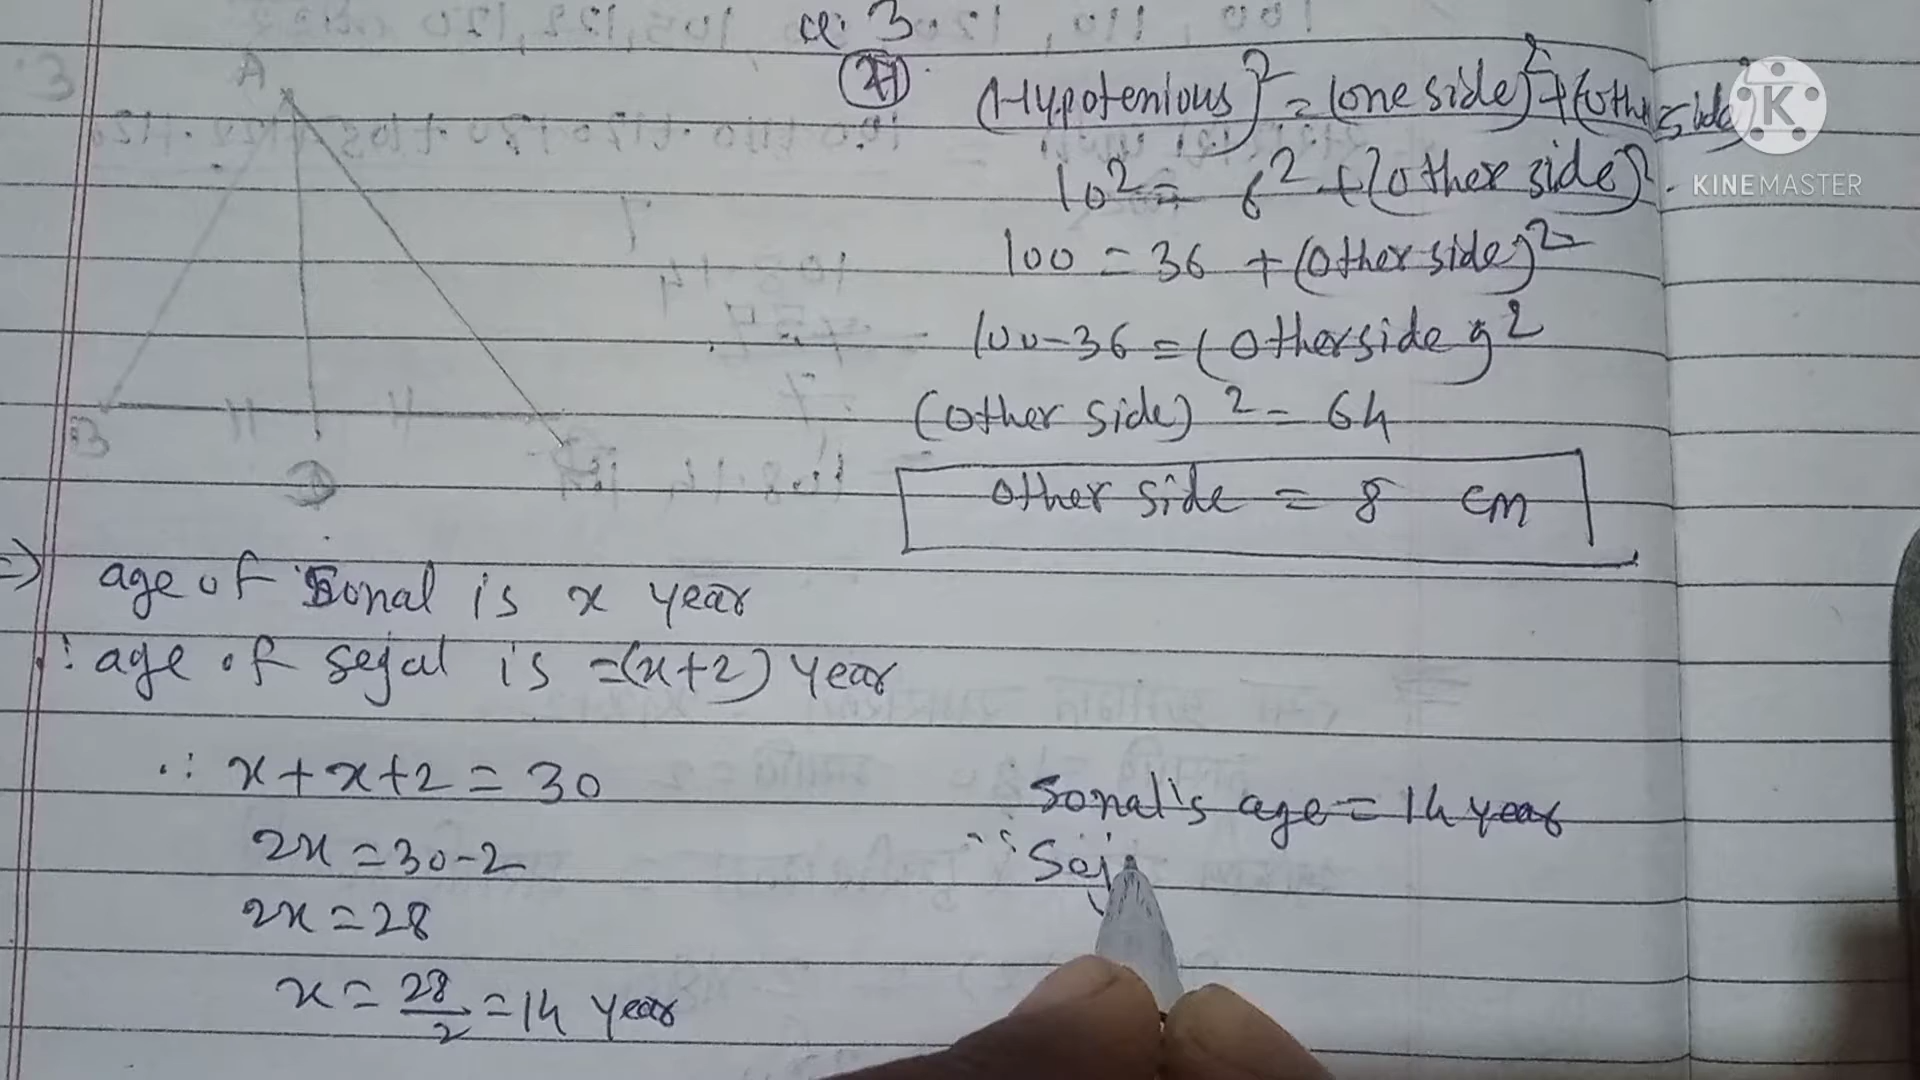 Q. 3
(Hypotenious)² = (one side)² + (other side)²
10² = 6² + (other side)².
100 = 36 + (other side)²
100-36 = (other side)²
(other side)² = 64
other side = 8 cm
A
B
D
K
KINEMASTER
=> age of Sonal is x year
∴ age of sejal is =(x+2) year
∴ x+x+2=30
2x=30-2
2x=28
x=28/2=14 year
Sonal's age=14 year
∴ Sej